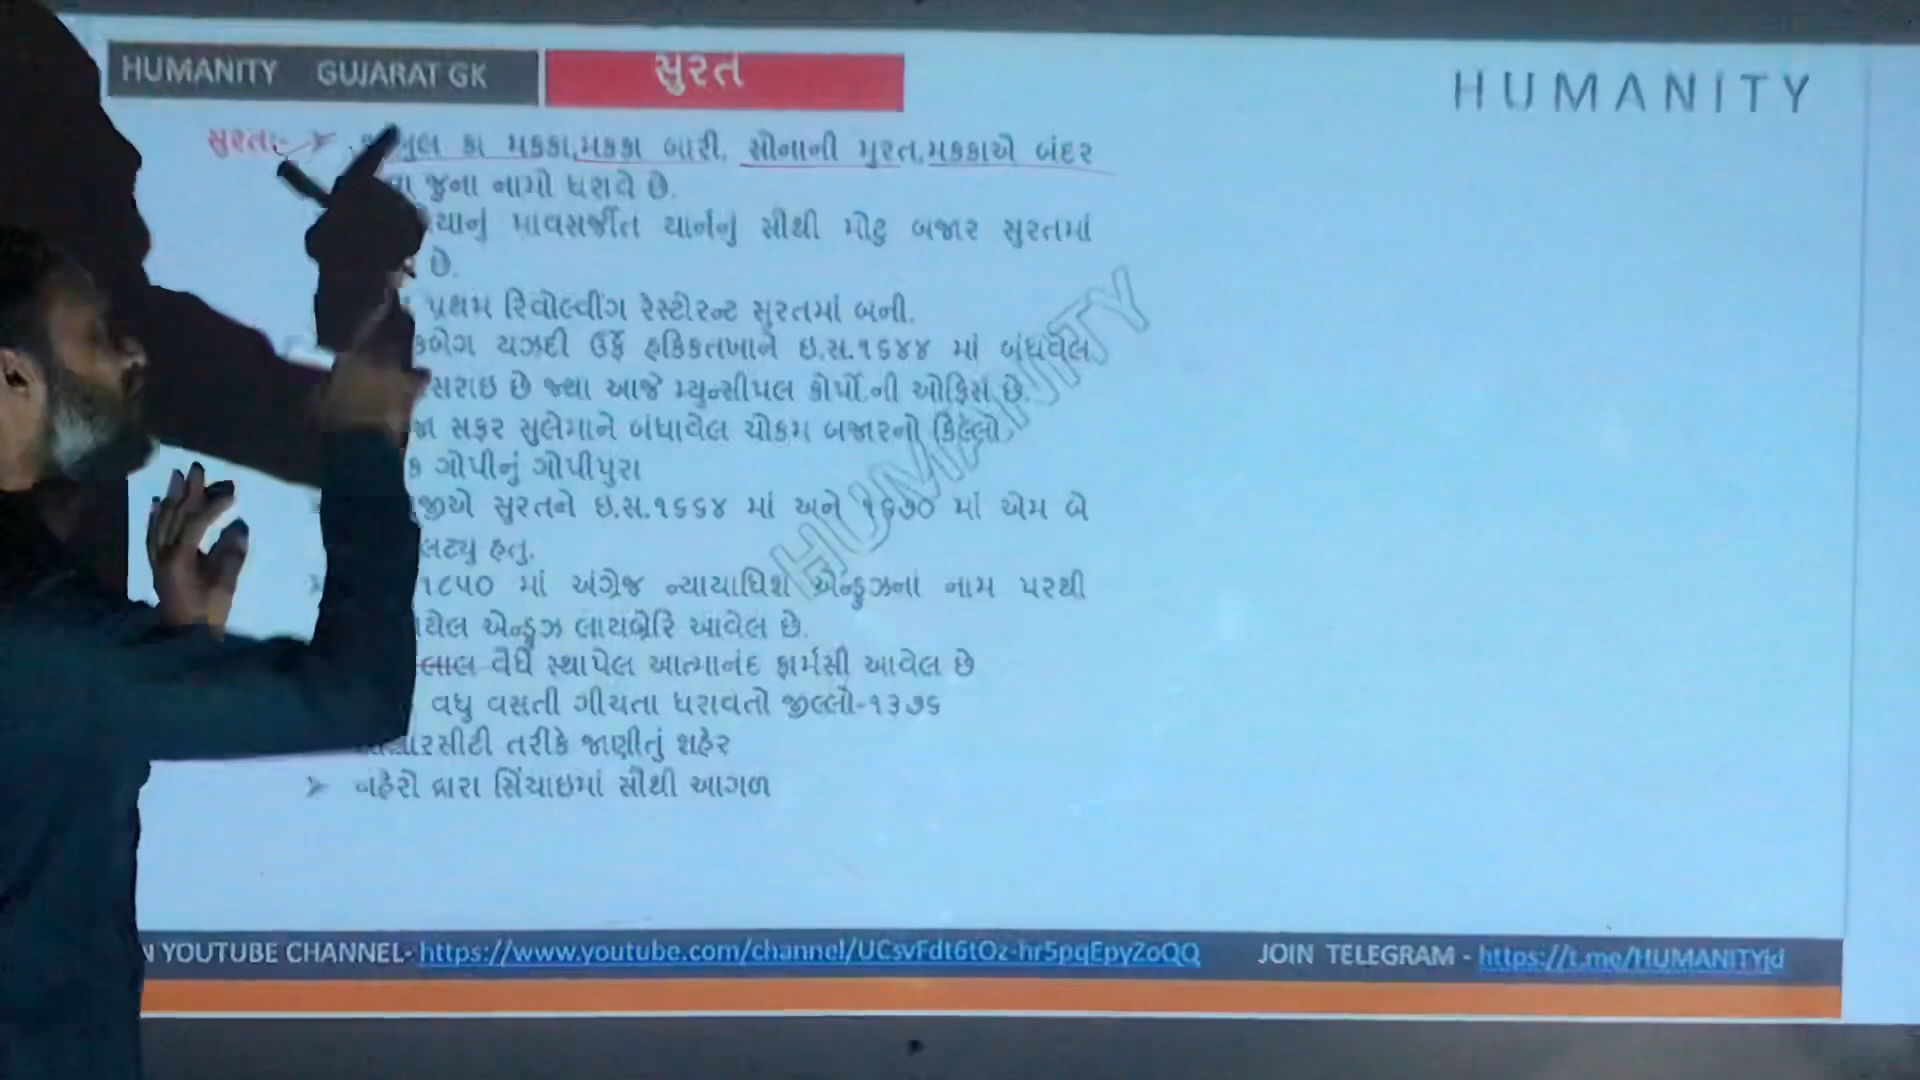 HUMANITY GUJARAT GK
સુરત
HUMANITY
સુરતઃ- ➤ કા મક્કા,મક્કા બારી, સોનાની મુરત,મક્કાએ બંદર
જુના નામો ધરાવે છે.
માવસર્જીત યાર્નનું સૌથી મોટુ બજાર સુરતમાં
છે.
પ્રથમ રિવોલ્વીંગ રેસ્ટોરન્ટ સુરતમાં બની.
યઝદી ઉર્ફે હકિકતખાને ઇ.સ.૧૬૪૪ માં બંધાવેલ
છે જ્યા આજે મ્યુન્સીપલ કોર્પો.ની ઓફિસ છે.
સફર સુલેમાને બંધાવેલ ચોકમ બજારનો કિલ્લો
ગોપીનું ગોપીપુરા
સુરતને ઇ.સ.૧૬૬૪ માં અને ૧૬૭૦ માં એમ બે
હતુ.
➤ ૧૮૫૦ માં અંગ્રેજ ન્યાયાધિશ એન્ડ્રુઝના નામ પરથી
એન્ડ્રુઝ લાયબ્રેરિ આવેલ છે.
વૈધે સ્થાપેલ આત્માનંદ ફાર્મસી આવેલ છે
વધુ વસતી ગીચતા ધરાવતો જીલ્લો-૧૩૭૬
તરીકે જાણીતું શહેર
➤ નહેરો દ્રારા સિંચાઇમાં સૌથી આગળ
HUMANITY
YOUTUBE CHANNEL- https://www.youtube.com/channel/UCsvFdt6tOz-hr5pqEpyZoQQ JOIN TELEGRAM - https://t.me/HUMANITYjd